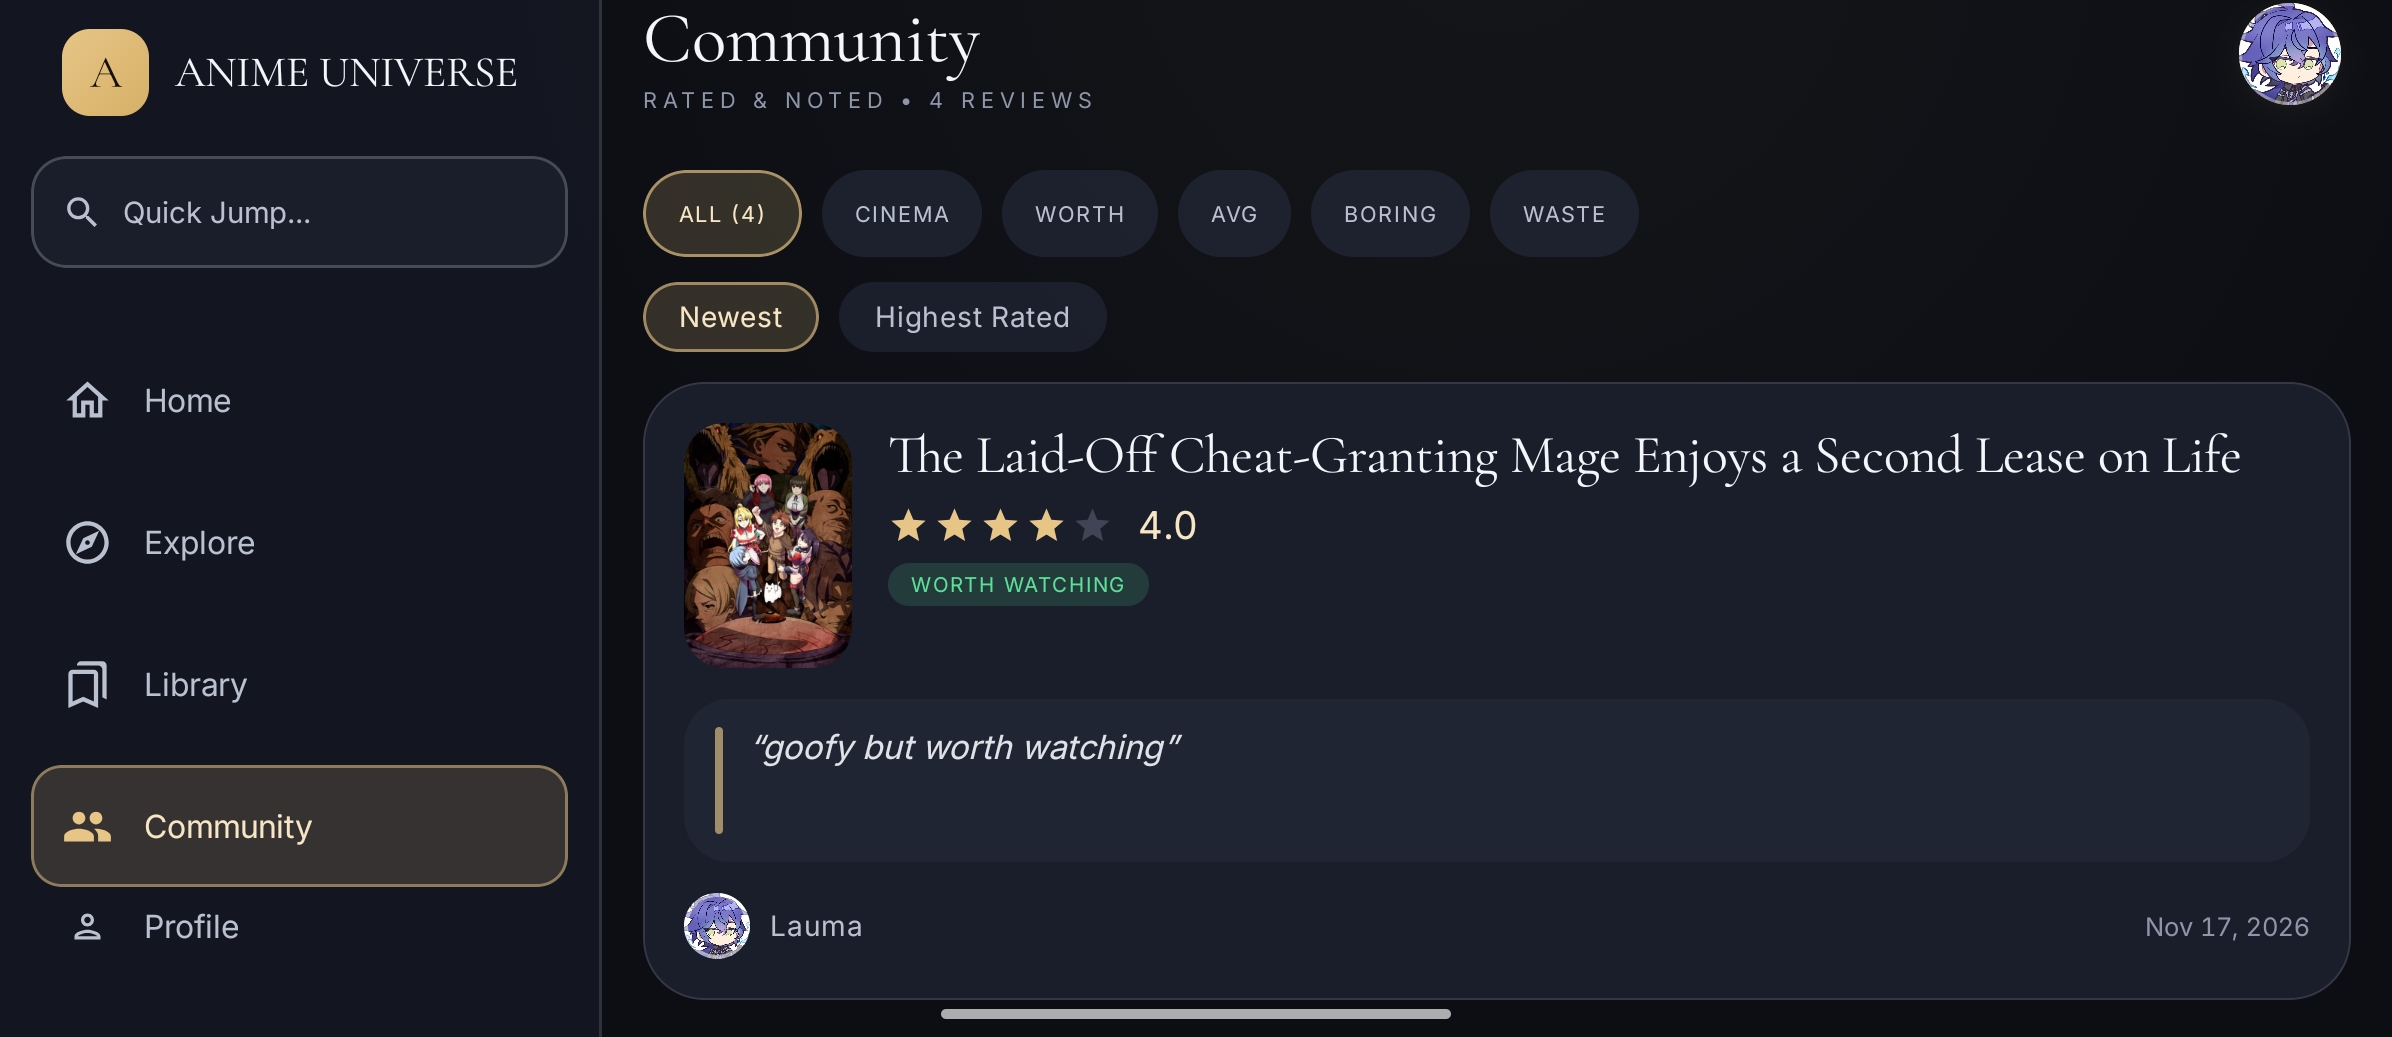 A
ANIME UNIVERSE
Quick Jump...
Home
Explore
Library
Community
Profile
Community
RATED & NOTED • 4 REVIEWS
ALL (4)
CINEMA
WORTH
AVG
BORING
WASTE
Newest
Highest Rated
The Laid-Off Cheat-Granting Mage Enjoys a Second Lease on Life
4.0
WORTH WATCHING
“goofy but worth watching”
Lauma
Nov 17, 2026